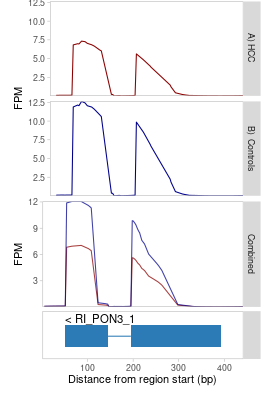 12.5
10.0
7.5
5.0
2.5
A) HCC
FPM
12.5
10.0
7.5
5.0
2.5
B) Controls
12
9
6
3
FPM
Combined
< RI_PON3_1
0
100
200
300
400
Distance from region start (bp)